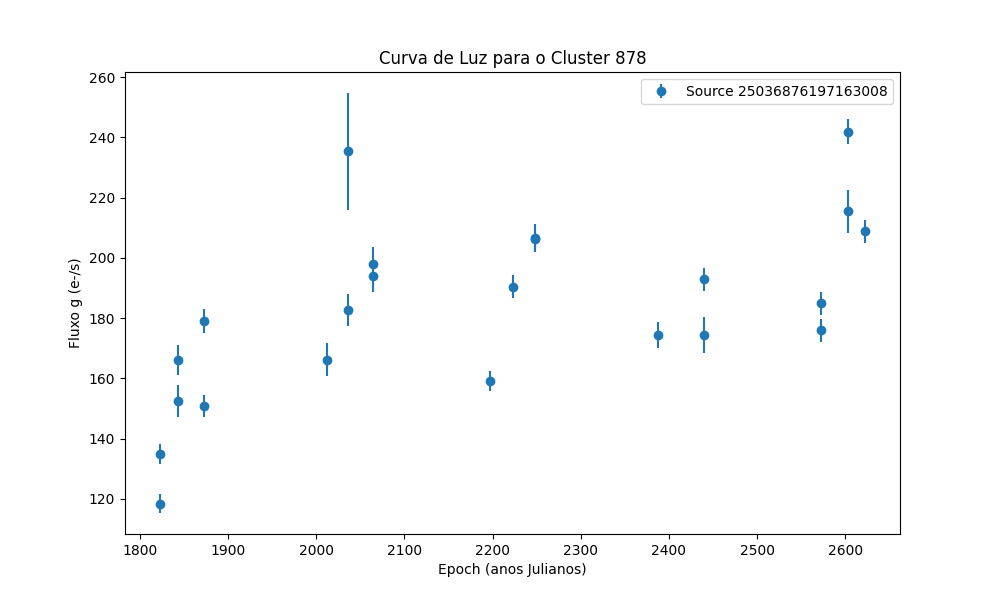 Curva de Luz para o Cluster 878
Source 25036876197163008
Fluxo g (e-/s)
260
240
220
200
180
160
140
120
1800 1900 2000 2100 2200 2300 2400 2500 2600
Epoch (anos Julianos)